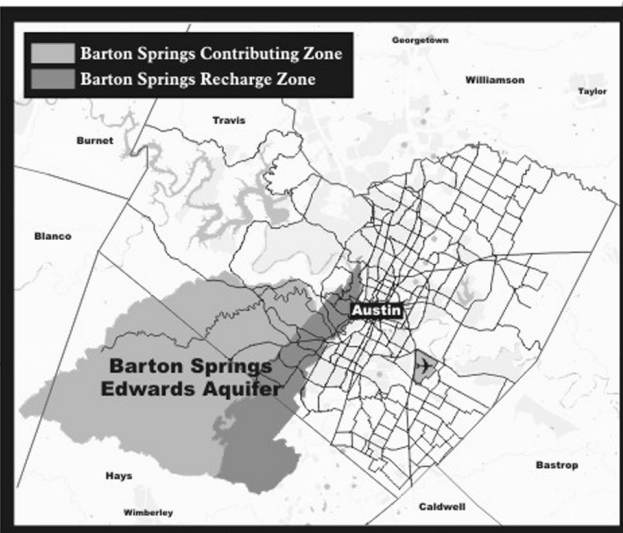 Barton Springs Contributing Zone
Barton Springs Recharge Zone
Georgetown
Williamson
Taylor
Travis
Burnet
Blanco
Austin
Barton Springs
Edwards Aquifer
Bastrop
Hays
Caldwell
Wimberley